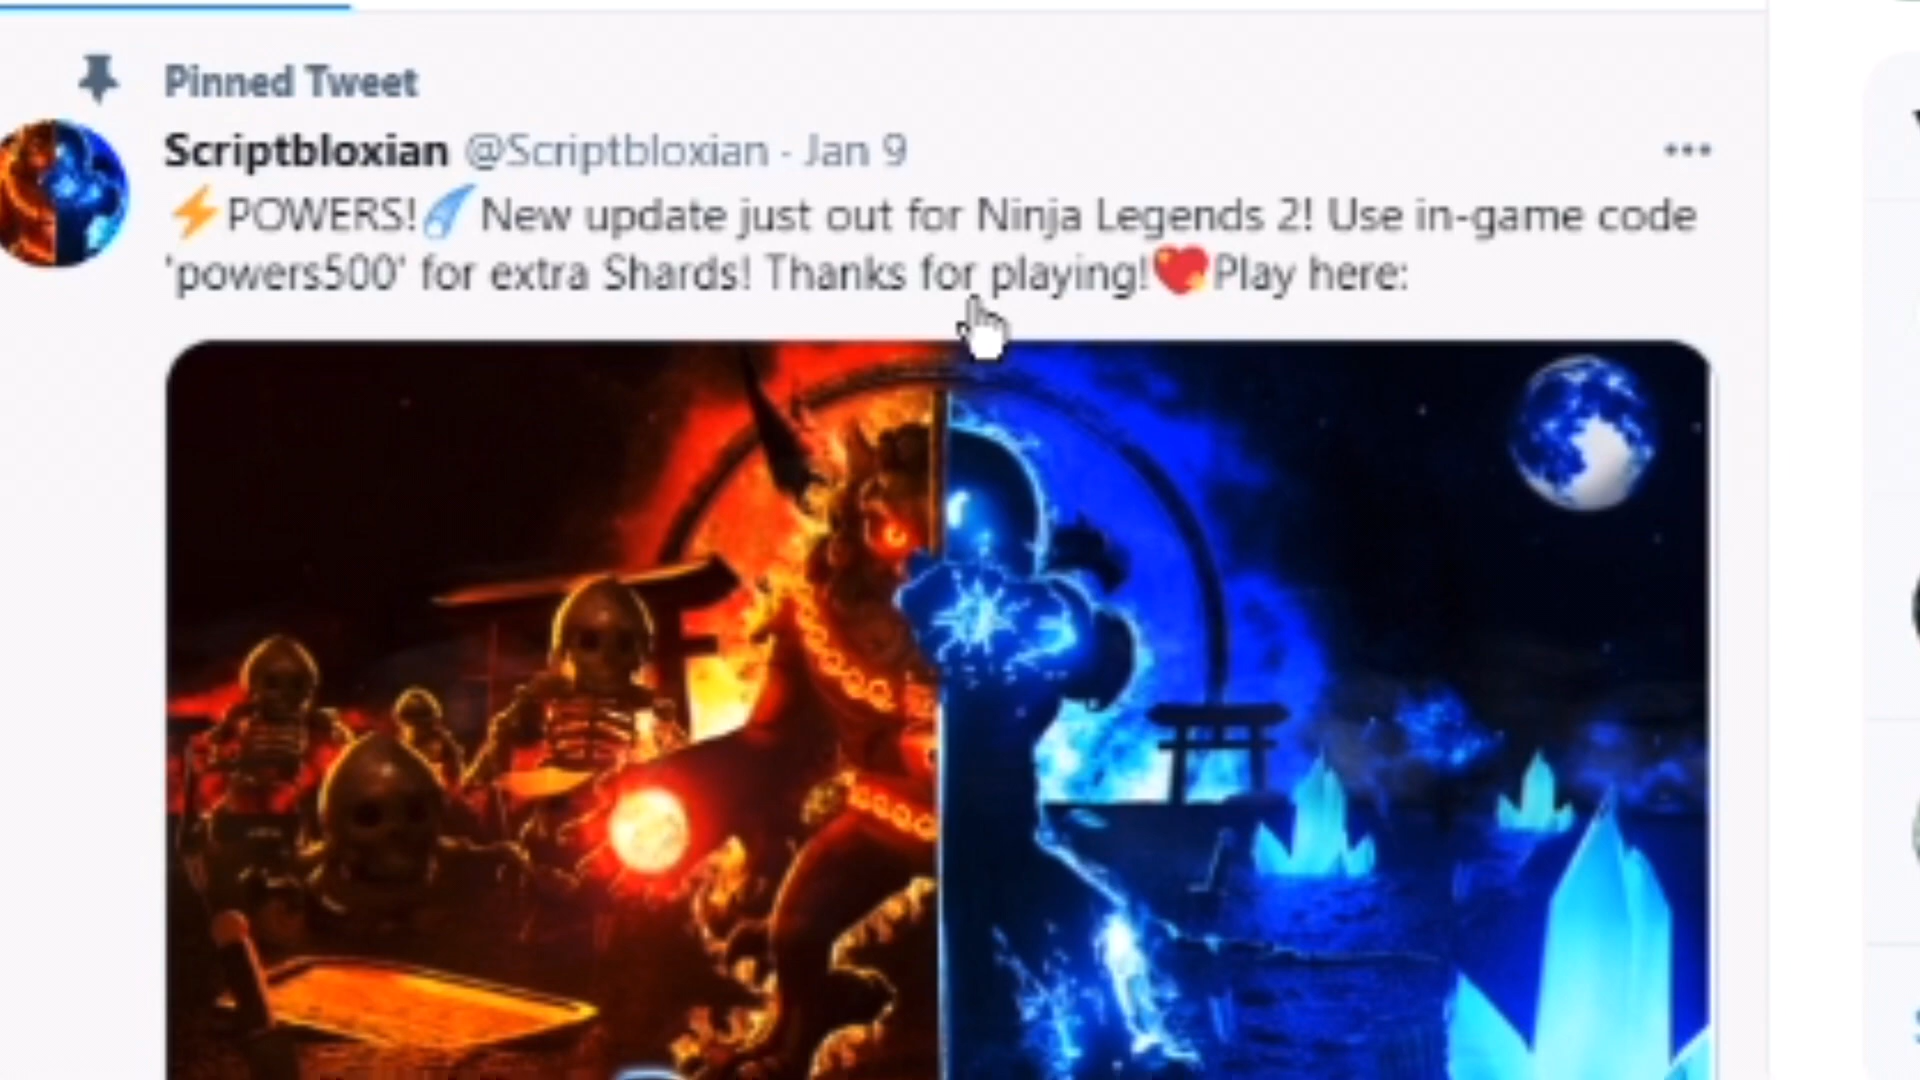 Pinned Tweet
Scriptbloxian @Scriptbloxian · Jan 9
⚡POWERS!☄️New update just out for Ninja Legends 2! Use in-game code
'powers500' for extra Shards! Thanks for playing!💖Play here: